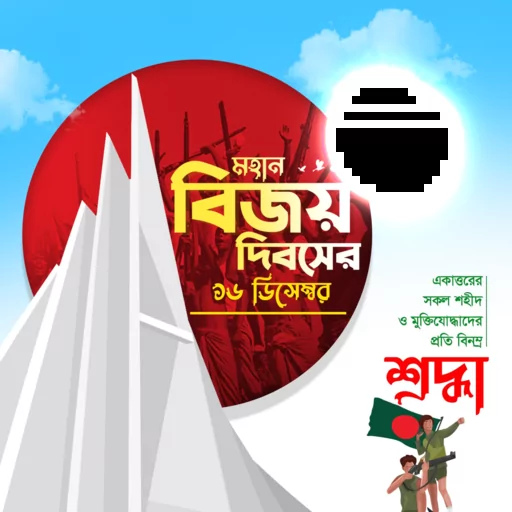 মহান
বিজয়
দিবসের
১৬ ডিসেম্বর
একাত্তরের
সকল শহীদ
ও মুক্তিযোদ্ধাদের
প্রতি বিনম্র
শ্রদ্ধা